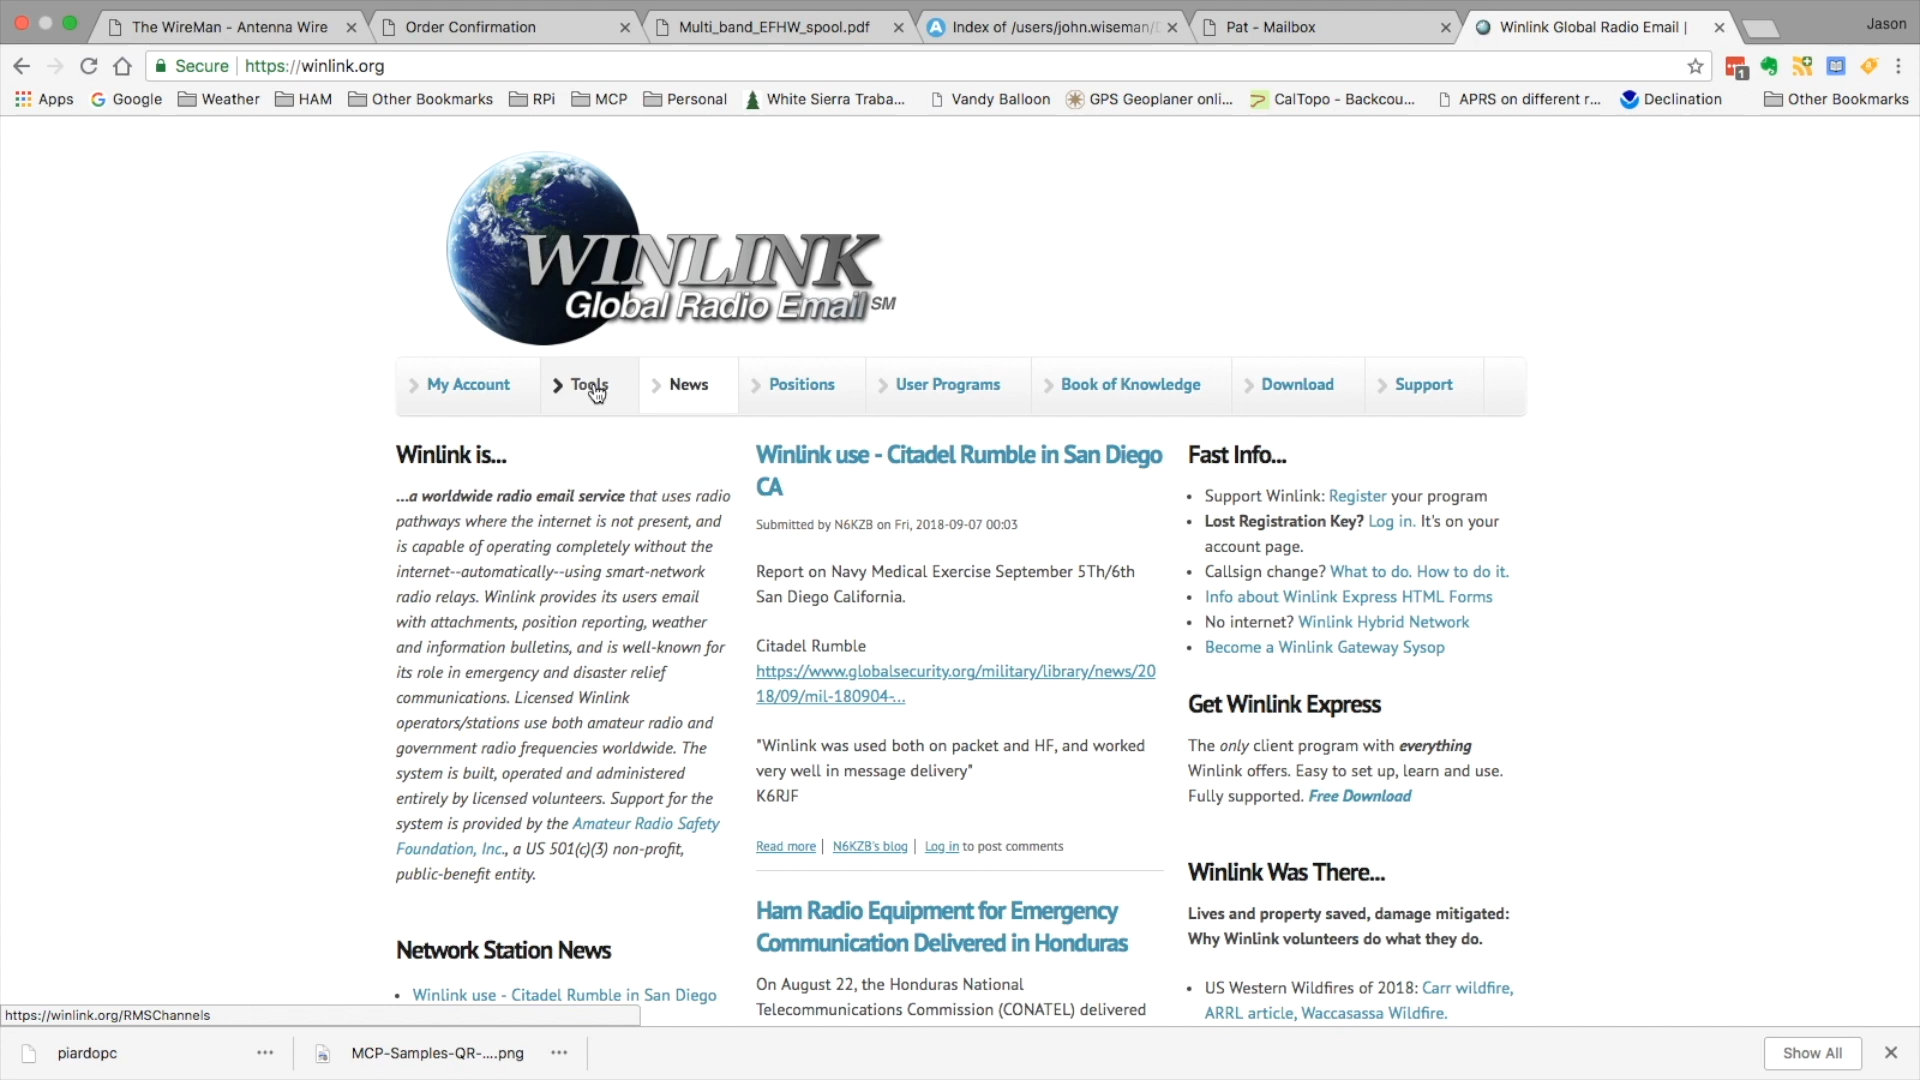 The WireMan - Antenna Wire
Order Confirmation
Multi_band_EFHW_spool.pdf
Index of /users/john.wiseman/
Pat - Mailbox
Winlink Global Radio Email |
Jason
Secure
https://winlink.org
1
Apps
Google
Weather
HAM
Other Bookmarks
RPi
MCP
Personal
White Sierra Traba...
Vandy Balloon
GPS Geoplaner onli...
CalTopo - Backcou...
APRS on different r...
Declination
Other Bookmarks
WINLINK
Global Radio Email SM
My Account
Tools
News
Positions
User Programs
Book of Knowledge
Download
Support
Winlink is...
...a worldwide radio email service that uses radio
pathways where the internet is not present, and
is capable of operating completely without the
internet--automatically--using smart-network
radio relays. Winlink provides its users email
with attachments, position reporting, weather
and information bulletins, and is well-known for
its role in emergency and disaster relief
communications. Licensed Winlink
operators/stations use both amateur radio and
government radio frequencies worldwide. The
system is built, operated and administered
entirely by licensed volunteers. Support for the
system is provided by the Amateur Radio Safety
Foundation, Inc., a US 501(c)(3) non-profit,
public-benefit entity.
Network Station News
• Winlink use - Citadel Rumble in San Diego
Winlink use - Citadel Rumble in San Diego
CA
Submitted by N6KZB on Fri, 2018-09-07 00:03
Report on Navy Medical Exercise September 5Th/6th
San Diego California.
Citadel Rumble
https://www.globalsecurity.org/military/library/news/20
18/09/mil-180904-...
"Winlink was used both on packet and HF, and worked
very well in message delivery"
K6RJF
Read more | N6KZB's blog | Log in to post comments
Ham Radio Equipment for Emergency
Communication Delivered in Honduras
On August 22, the Honduras National
Telecommunications Commission (CONATEL) delivered
Fast Info...
• Support Winlink: Register your program
• Lost Registration Key? Log in. It's on your
account page.
• Callsign change? What to do. How to do it.
• Info about Winlink Express HTML Forms
• No internet? Winlink Hybrid Network
• Become a Winlink Gateway Sysop
Get Winlink Express
The only client program with everything
Winlink offers. Easy to set up, learn and use.
Fully supported. Free Download
Winlink Was There...
Lives and property saved, damage mitigated:
Why Winlink volunteers do what they do.
• US Western Wildfires of 2018: Carr wildfire,
ARRL article, Waccasassa Wildfire.
https://winlink.org/RMSChannels
piardopc
MCP-Samples-QR-....png
Show All